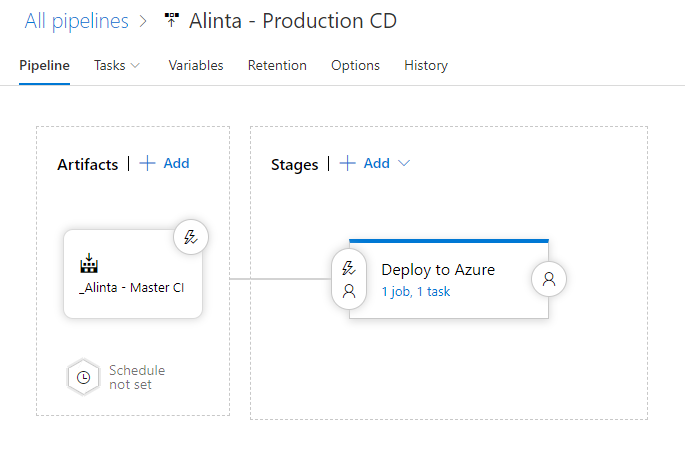 All pipelines > Alinta - Production CD
Pipeline Tasks Variables Retention Options History
Artifacts | + Add
Stages | + Add
_Alinta - Master CI
Schedule
not set
Deploy to Azure
1 job, 1 task